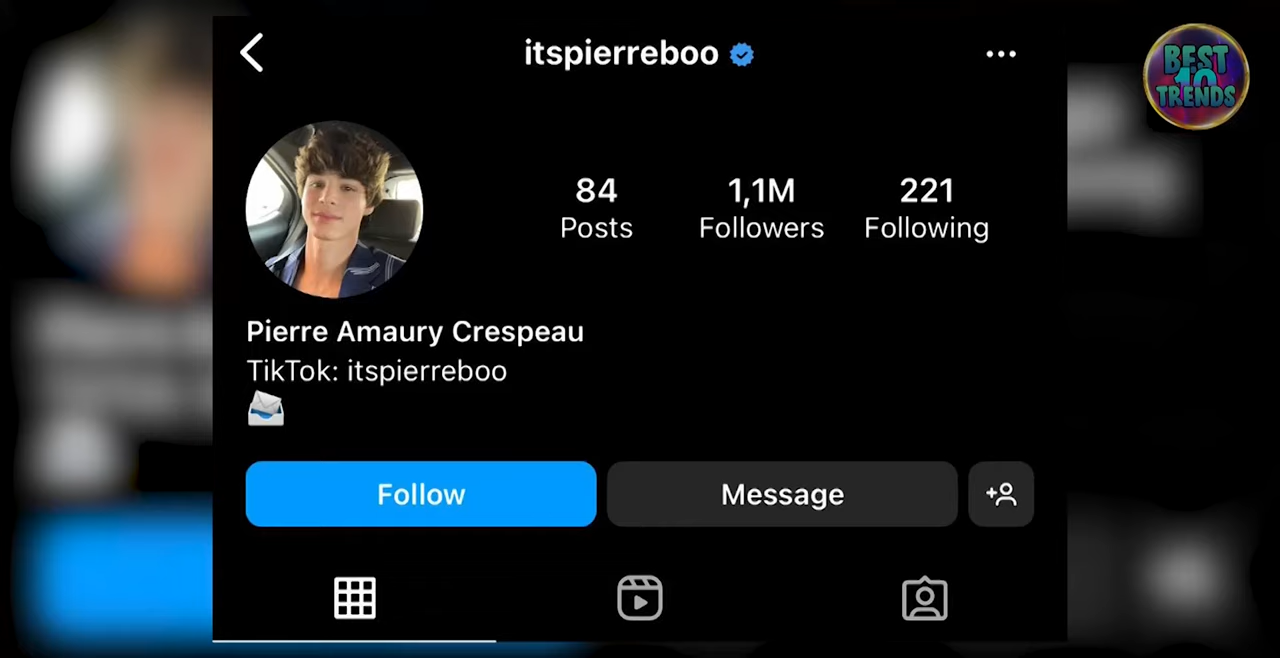 itspierreboo
BEST
10
TRENDS
84
1,1M
221
Posts
Followers
Following
Pierre Amaury Crespeau
TikTok: itspierreboo
Follow
Message